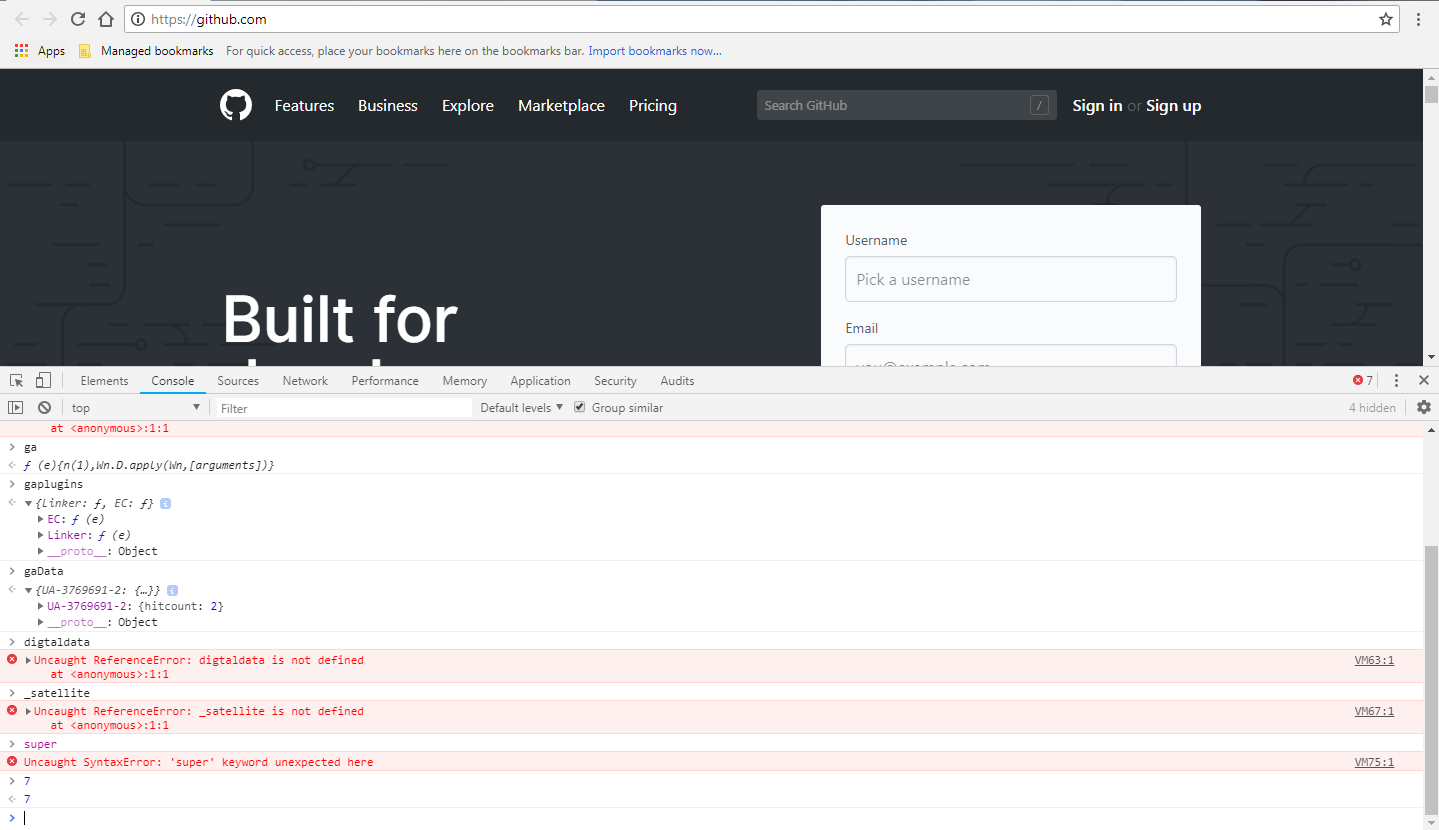 https://github.com
Apps Managed bookmarks For quick access, place your bookmarks here on the bookmarks bar. Import bookmarks now...
Features Business Explore Marketplace Pricing Search GitHub / Sign in or Sign up
Username
Pick a username
Built for
Email
you@example.com
Elements Console Sources Network Performance Memory Application Security Audits 7
top Filter Default levels Group similar 4 hidden
at <anonymous>:1:1
ga
ƒ (e){n(1),Wn.D.apply(Wn,[arguments])}
gaplugins
{Linker: ƒ, EC: ƒ}
EC: ƒ (e)
Linker: ƒ (e)
__proto__: Object
gaData
{UA-3769691-2: {…}}
UA-3769691-2: {hitcount: 2}
__proto__: Object
digtaldata
Uncaught ReferenceError: digtaldata is not defined VM63:1
at <anonymous>:1:1
_satellite
Uncaught ReferenceError: _satellite is not defined VM67:1
at <anonymous>:1:1
super
Uncaught SyntaxError: 'super' keyword unexpected here VM75:1
7
7